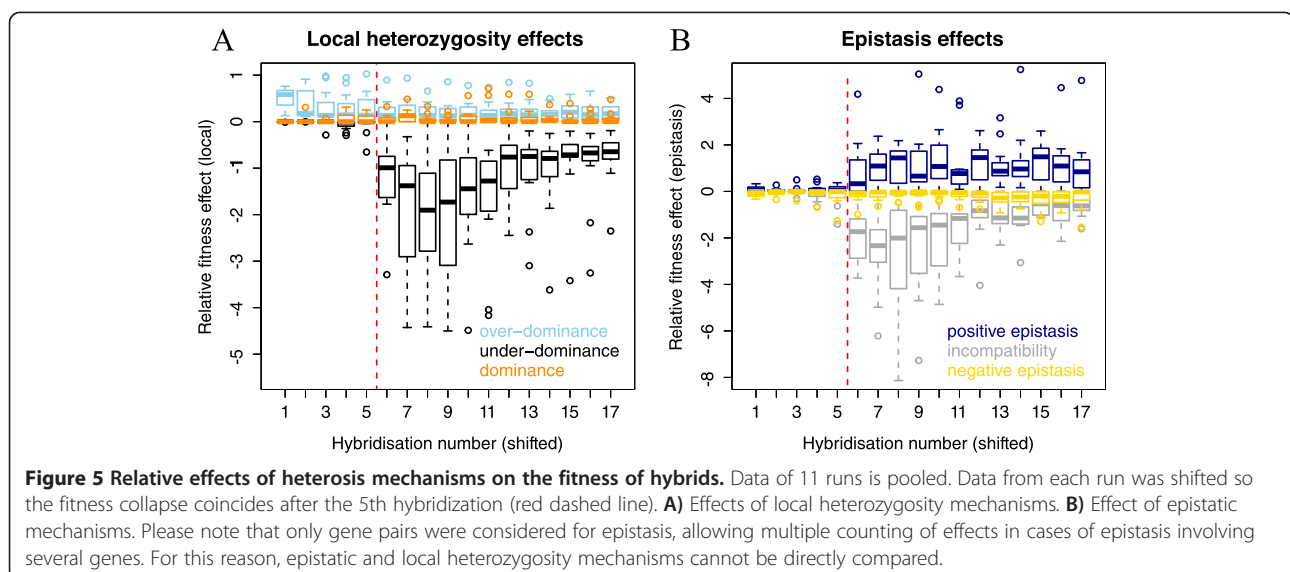 A
Local heterozygosity effects
Relative fitness effect (local)
1
0
-1
-2
-3
-4
-5
over−dominance
under−dominance
dominance
1 3 5 7 9 11 13 15 17
Hybridisation number (shifted)
B
Epistasis effects
Relative fitness effect (epistasis)
4
2
0
-2
-4
-6
-8
positive epistasis
incompatibility
negative epistasis
1 3 5 7 9 11 13 15 17
Hybridisation number (shifted)
Figure 5 Relative effects of heterosis mechanisms on the fitness of hybrids. Data of 11 runs is pooled. Data from each run was shifted so
the fitness collapse coincides after the 5th hybridization (red dashed line). A) Effects of local heterozygosity mechanisms. B) Effect of epistatic
mechanisms. Please note that only gene pairs were considered for epistasis, allowing multiple counting of effects in cases of epistasis involving
several genes. For this reason, epistatic and local heterozygosity mechanisms cannot be directly compared.